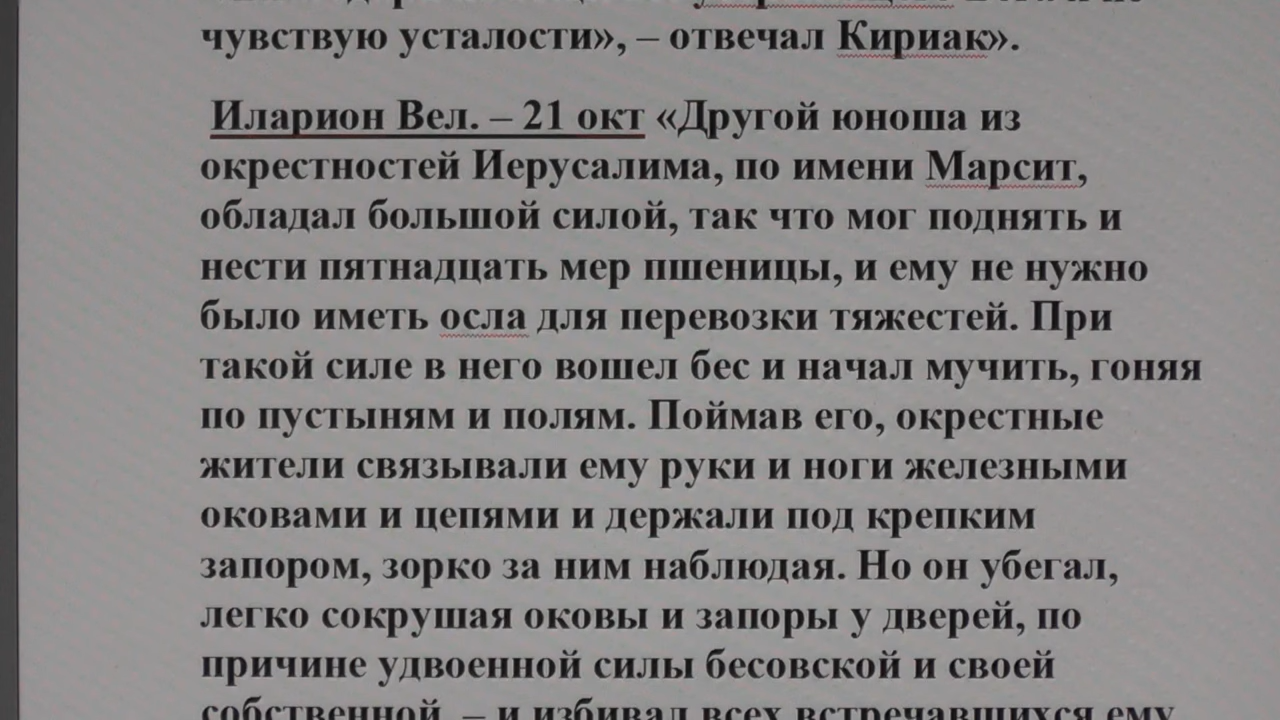 чувствую усталости», – отвечал Кириак».
Иларион Вел. – 21 окт «Другой юноша из
окрестностей Иерусалима, по имени Марсит,
обладал большой силой, так что мог поднять и
нести пятнадцать мер пшеницы, и ему не нужно
было иметь осла для перевозки тяжестей. При
такой силе в него вошел бес и начал мучить, гоняя
по пустыням и полям. Поймав его, окрестные
жители связывали ему руки и ноги железными
оковами и цепями и держали под крепким
запором, зорко за ним наблюдая. Но он убегал,
легко сокрушая оковы и запоры у дверей, по
причине удвоенной силы бесовской и своей
собственной, – и избивал всех встречавшихся ему